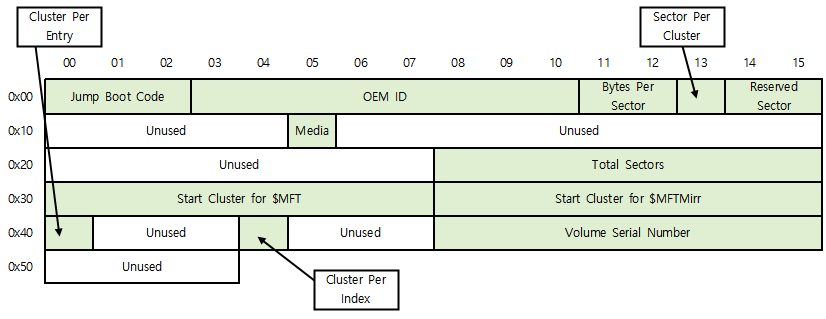 Cluster Per
Entry
Sector Per
Cluster
00 01 02 03 04 05 06 07 08 09 10 11 12 13 14 15
0x00 Jump Boot Code OEM ID Bytes Per Sector Reserved Sector
0x10 Unused Media Unused
0x20 Unused Total Sectors
0x30 Start Cluster for $MFT Start Cluster for $MFTMirr
0x40 Unused Unused Volume Serial Number
0x50 Unused
Cluster Per
Index